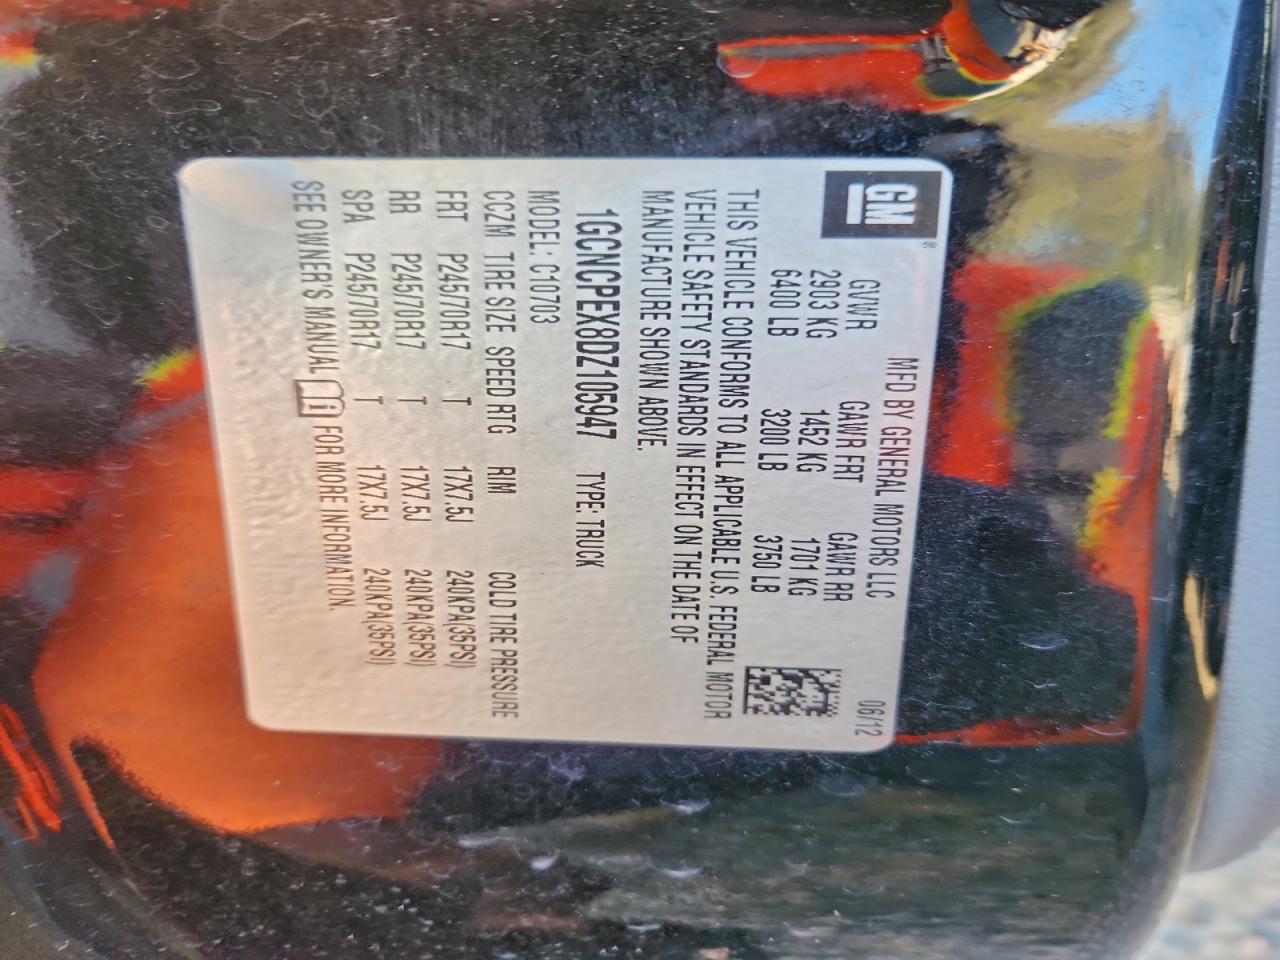 GM ®
MFD BY GENERAL MOTORS LLC 06/12
GVWR GAWR FRT GAWR RR
2903 KG 1452 KG 1701 KG
6400 LB 3200 LB 3750 LB
THIS VEHICLE CONFORMS TO ALL APPLICABLE U.S. FEDERAL MOTOR
VEHICLE SAFETY STANDARDS IN EFFECT ON THE DATE OF
MANUFACTURE SHOWN ABOVE.
1GCNCPEX8DZ105947 TYPE: TRUCK
MODEL: C10703
COZM TIRE SIZE SPEED RTG RIM COLD TIRE PRESSURE
FRT P245/70R17 T 17X7.5J 240KPA(35PSI)
RR P245/70R17 T 17X7.5J 240KPA(35PSI)
SPA P245/70R17 T 17X7.5J 240KPA(35PSI)
SEE OWNER'S MANUAL i FOR MORE INFORMATION.